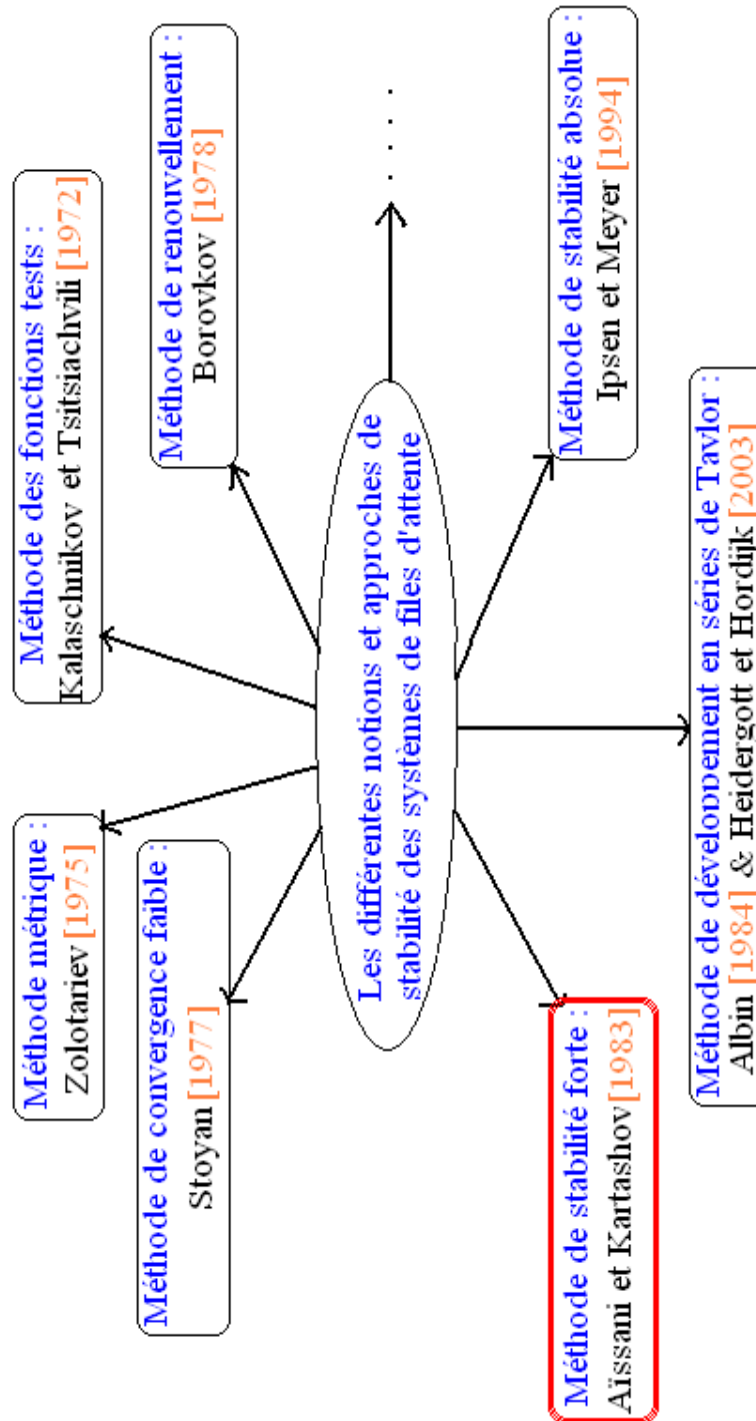 Méthode métrique :
Zolotariev [1975]
Méthode des fonctions tests :
Kalaschnikov et Tsitsiachvili [1972]
Méthode de convergence faible :
Stoyan [1977]
Méthode de renouvellement :
Borovkov [1978]
Les différentes notions et approches de
stabilité des systèmes de files d'attente
. . . . .
Méthode de stabilité forte :
Aïssani et Kartashov[1983]
Méthode de stabilité absolue :
Ipsen et Meyer [1994]
Méthode de développement en séries de Taylor :
Albin [1984] & Heidergott et Hordijk [2003]